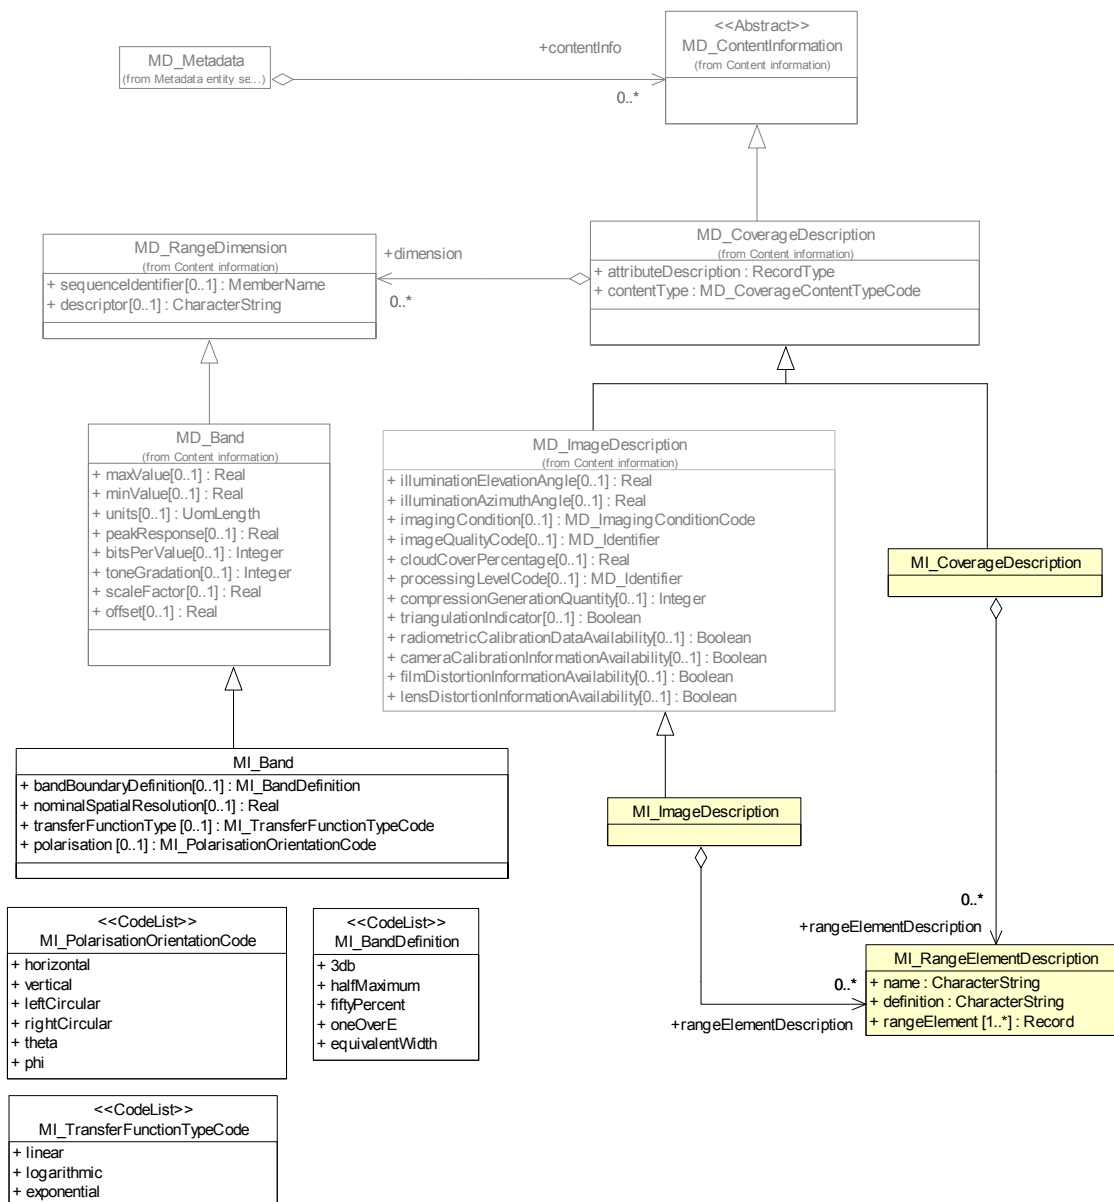 <<Abstract>>
MD_ContentInformation
(from Content information)
MD_Metadata
(from Metadata entity se...)
+contentInfo
0..*
MD_RangeDimension
(from Content information)
+ sequenceIdentifier[0..1] : MemberName
+ descriptor[0..1] : CharacterString
+dimension
0..*
MD_CoverageDescription
(from Content information)
+ attributeDescription : RecordType
+ contentType : MD_CoverageContentTypeCode
MD_Band
(from Content information)
+ maxValue[0..1] : Real
+ minValue[0..1] : Real
+ units[0..1] : UomLength
+ peakResponse[0..1] : Real
+ bitsPerValue[0..1] : Integer
+ toneGradation[0..1] : Integer
+ scaleFactor[0..1] : Real
+ offset[0..1] : Real
MD_ImageDescription
(from Content information)
+ illuminationElevationAngle[0..1] : Real
+ illuminationAzimuthAngle[0..1] : Real
+ imagingCondition[0..1] : MD_ImagingConditionCode
+ imageQualityCode[0..1] : MD_Identifier
+ cloudCoverPercentage[0..1] : Real
+ processingLevelCode[0..1] : MD_Identifier
+ compressionGenerationQuantity[0..1] : Integer
+ triangulationIndicator[0..1] : Boolean
+ radiometricCalibrationDataAvailability[0..1] : Boolean
+ cameraCalibrationInformationAvailability[0..1] : Boolean
+ filmDistortionInformationAvailability[0..1] : Boolean
+ lensDistortionInformationAvailability[0..1] : Boolean
MI_CoverageDescription
MI_Band
+ bandBoundaryDefinition[0..1] : MI_BandDefinition
+ nominalSpatialResolution[0..1] : Real
+ transferFunctionType [0..1] : MI_TransferFunctionTypeCode
+ polarisation [0..1] : MI_PolarisationOrientationCode
MI_ImageDescription
0..*
+rangeElementDescription
MI_RangeElementDescription
+ name : CharacterString
+ definition : CharacterString
+ rangeElement [1..*] : Record
0..*
+rangeElementDescription
<<CodeList>>
MI_PolarisationOrientationCode
+ horizontal
+ vertical
+ leftCircular
+ rightCircular
+ theta
+ phi
<<CodeList>>
MI_BandDefinition
+ 3db
+ halfMaximum
+ fiftyPercent
+ oneOverE
+ equivalentWidth
<<CodeList>>
MI_TransferFunctionTypeCode
+ linear
+ logarithmic
+ exponential